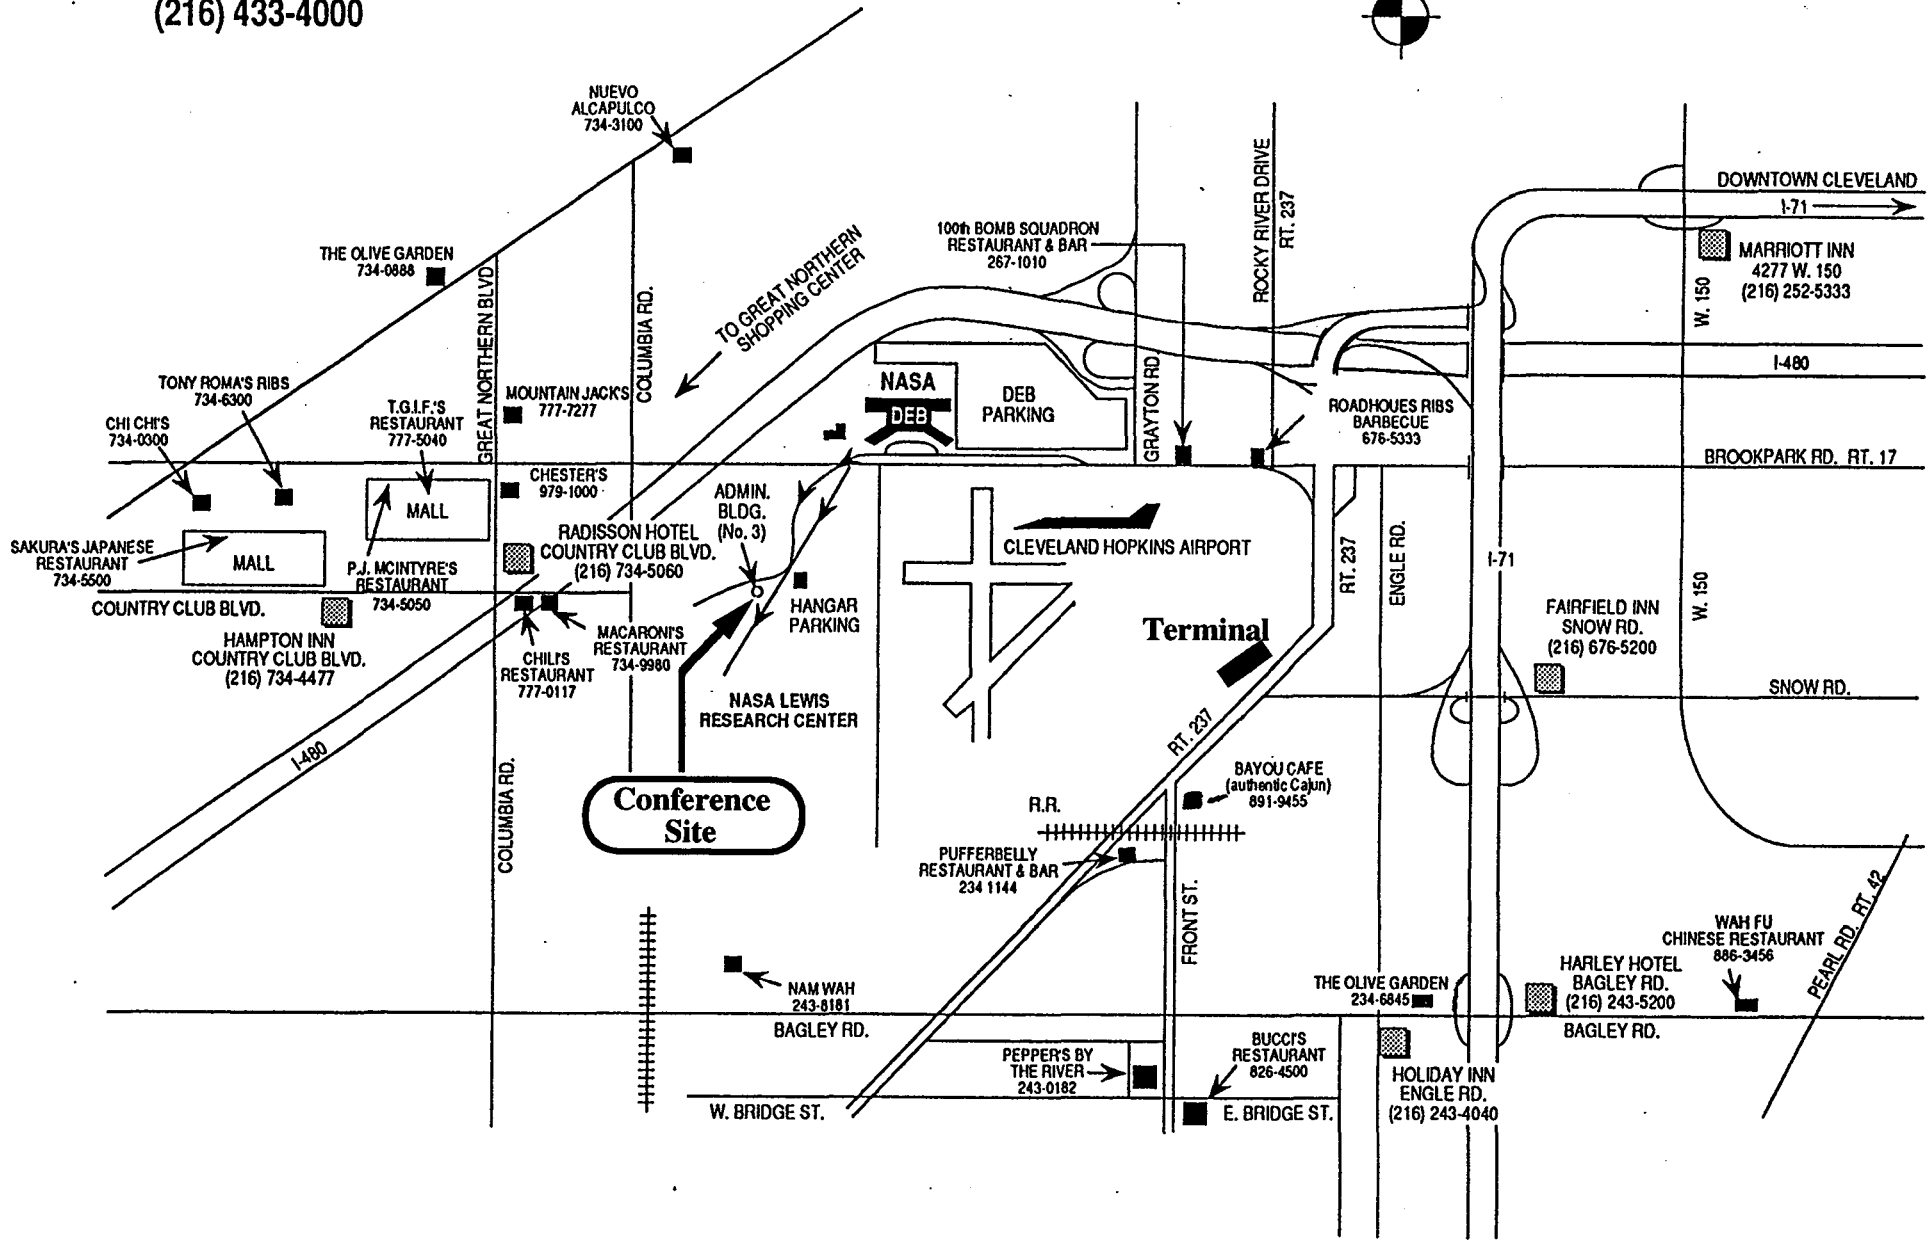 (216) 433-4000
NUEVO
ALCAPULCO
734-3100
DOWNTOWN CLEVELAND
I-71
MARRIOTT INN
4277 W. 150
(216) 252-5333
W. 150
I-480
ROCKY RIVER DRIVE
RT. 237
100th BOMB SQUADRON
RESTAURANT & BAR
267-1010
TO GREAT NORTHERN
SHOPPING CENTER
THE OLIVE GARDEN
734-0888
GREAT NORTHERN BLVD
COLUMBIA RD.
MOUNTAIN JACK'S
777-7277
TONY ROMA'S RIBS
734-6300
T.G.I.F.'S
RESTAURANT
777-5040
CHI CHI'S
734-0300
NASA
DEB
DEB
PARKING
GRAYTON RD.
ROADHOUES RIBS
BARBECUE
676-5333
BROOKPARK RD. RT. 17
CHESTER'S
979-1000
MALL
ADMIN.
BLDG.
(No. 3)
RADISSON HOTEL
COUNTRY CLUB BLVD.
(216) 734-5060
CLEVELAND HOPKINS AIRPORT
SAKURA'S JAPANESE
RESTAURANT
734-5500
MALL
P.J. MCINTYRE'S
RESTAURANT
734-5050
COUNTRY CLUB BLVD.
HAMPTON INN
COUNTRY CLUB BLVD.
(216) 734-4477
CHILI'S
RESTAURANT
777-0117
MACARONI'S
RESTAURANT
734-9980
HANGAR
PARKING
NASA LEWIS
RESEARCH CENTER
Terminal
RT. 237
ENGLE RD.
I-71
FAIRFIELD INN
SNOW RD.
(216) 676-5200
W. 150
SNOW RD.
RT. 237
I-480
COLUMBIA RD.
Conference
Site
R.R.
BAYOU CAFE
(authentic Cajun)
891-9455
PUFFERBELLY
RESTAURANT & BAR
234 1144
FRONT ST.
NAM WAH
243-8181
BAGLEY RD.
THE OLIVE GARDEN
234-6845
HARLEY HOTEL
BAGLEY RD.
(216) 243-5200
BAGLEY RD.
WAH FU
CHINESE RESTAURANT
886-3456
PEARL RD. RT. 42
PEPPER'S BY
THE RIVER
243-0182
BUCCI'S
RESTAURANT
826-4500
HOLIDAY INN
ENGLE RD.
(216) 243-4040
W. BRIDGE ST.
E. BRIDGE ST.